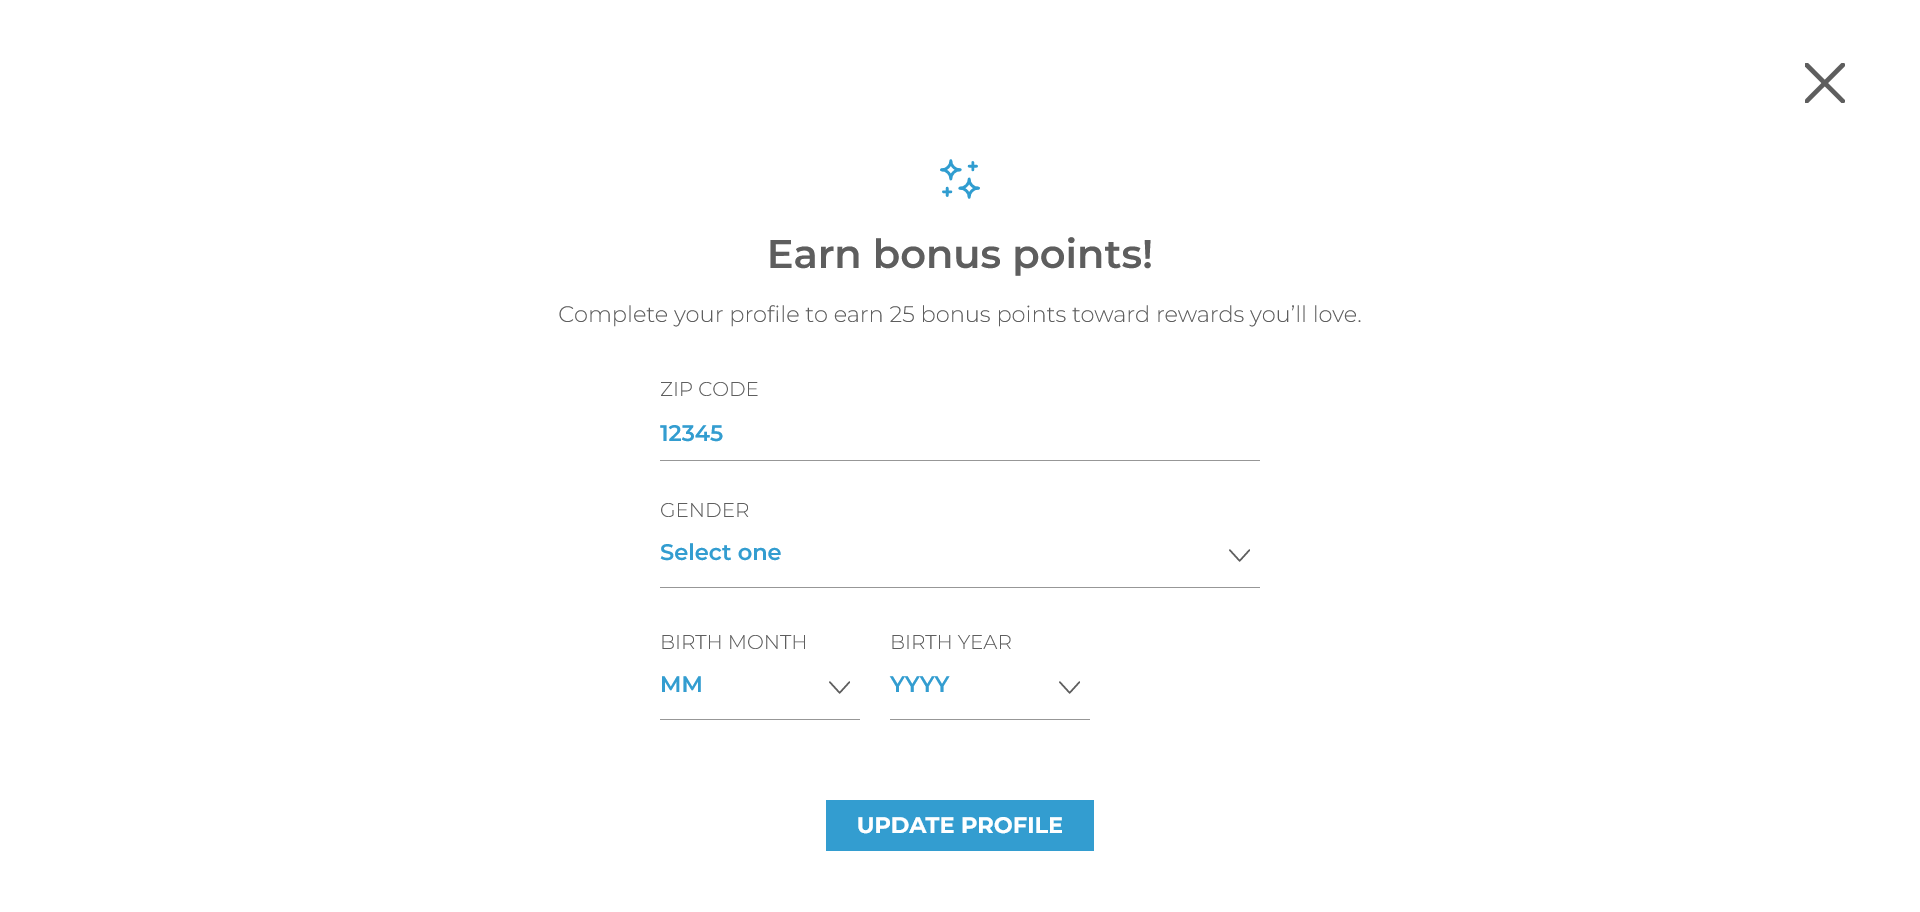 Earn bonus points!
Complete your profile to earn 25 bonus points toward rewards you’ll love.
ZIP CODE
12345
GENDER
Select one
BIRTH MONTH BIRTH YEAR
MM YYYY
UPDATE PROFILE